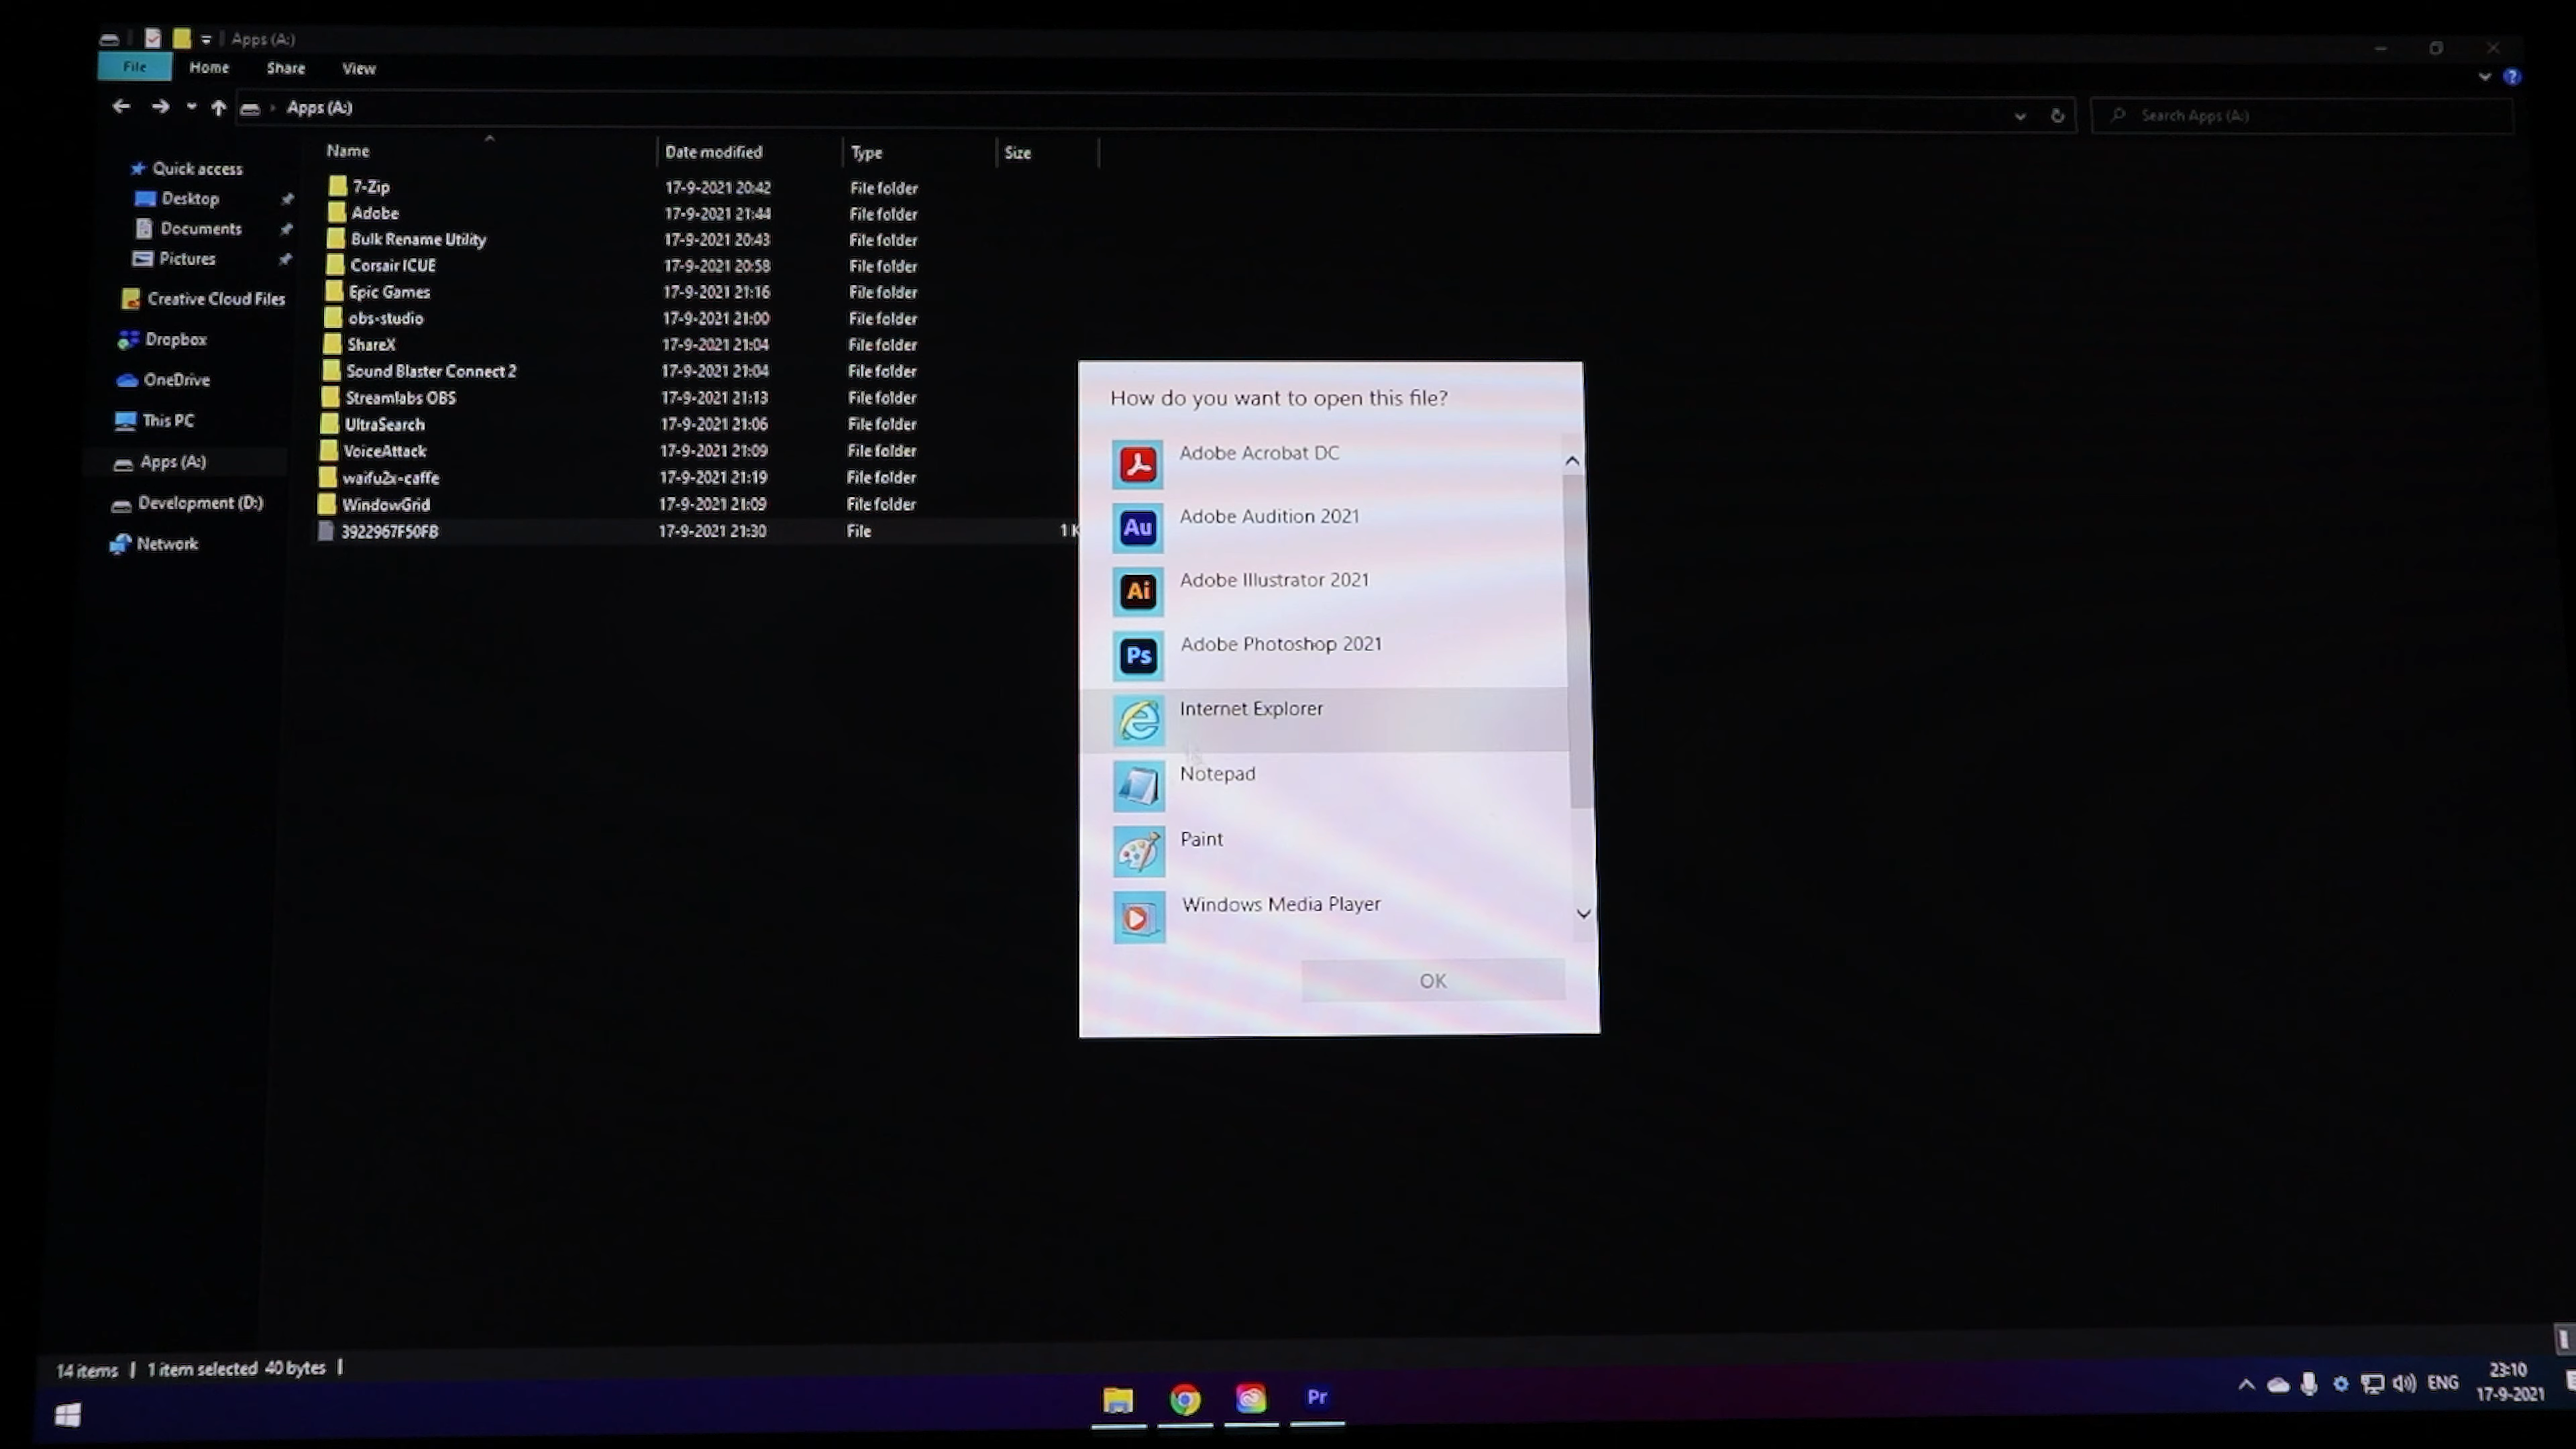 Apps (A:)
File Home Share View
Apps (A:)
Search Apps (A:)
Name Date modified Type Size
Quick access
Desktop
Documents
Pictures
Creative Cloud Files
Dropbox
OneDrive
This PC
Apps (A:)
Development (D:)
Network
7-Zip 17-9-2021 20:42 File folder
Adobe 17-9-2021 21:44 File folder
Bulk Rename Utility 17-9-2021 20:43 File folder
Corsair ICUE 17-9-2021 20:58 File folder
Epic Games 17-9-2021 21:16 File folder
obs-studio 17-9-2021 21:00 File folder
ShareX 17-9-2021 21:04 File folder
Sound Blaster Connect 2 17-9-2021 21:04 File folder
Streamlabs OBS 17-9-2021 21:13 File folder
UltraSearch 17-9-2021 21:06 File folder
VoiceAttack 17-9-2021 21:09 File folder
waifu2x-caffe 17-9-2021 21:19 File folder
WindowGrid 17-9-2021 21:09 File folder
3922967F50FB 17-9-2021 21:30 File 1 K
How do you want to open this file?
Adobe Acrobat DC
Au Adobe Audition 2021
Ai Adobe Illustrator 2021
Ps Adobe Photoshop 2021
Internet Explorer
Notepad
Paint
Windows Media Player
OK
14 items 1 item selected 40 bytes
Pr
ENG
23:10
17-9-2021